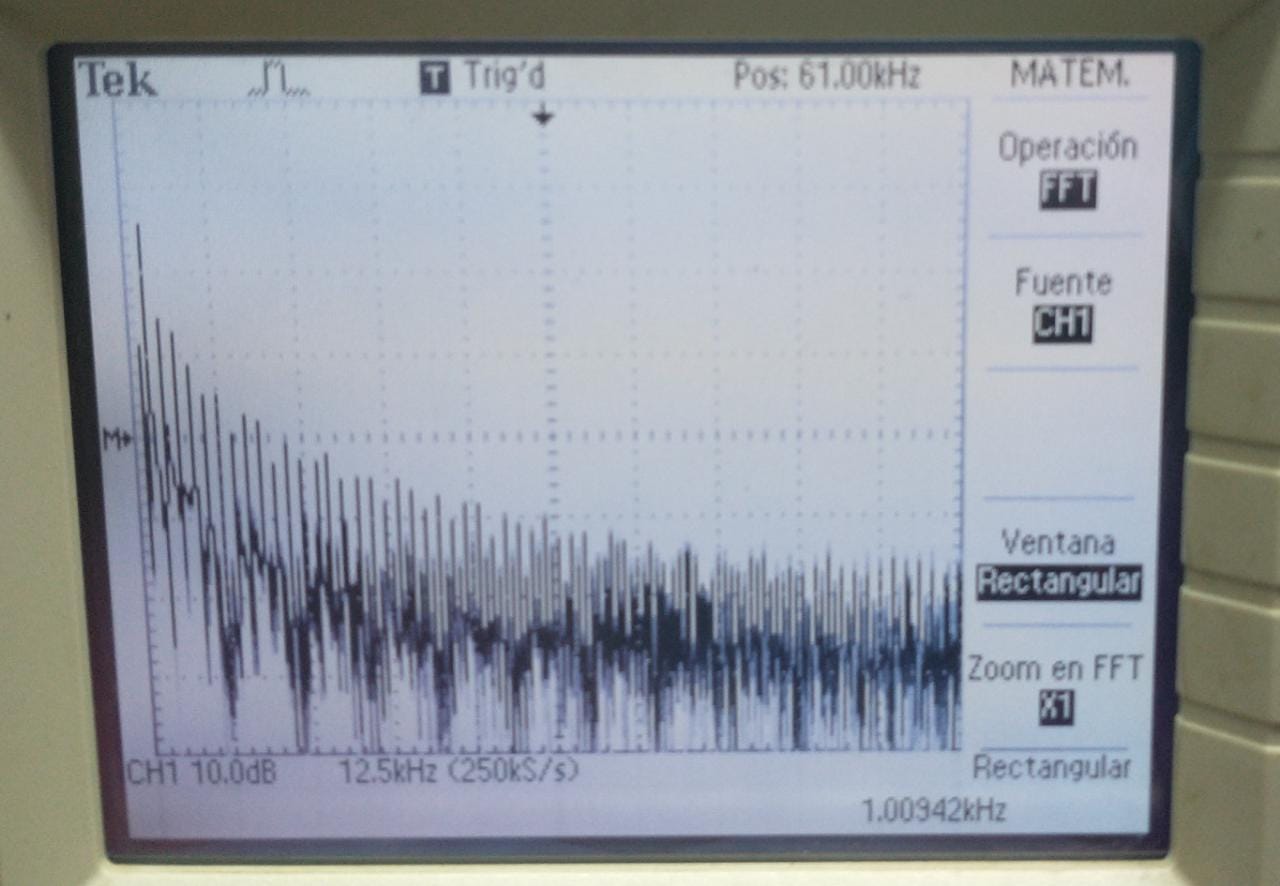 Tek T Trig'd Pos: 61.00kHz MATEM.
Operación
FFT
Fuente
CH1
M
Ventana
Rectangular
Zoom en FFT
X1
CH1 10.0dB 12.5kHz (250kS/s) Rectangular
1.00942kHz